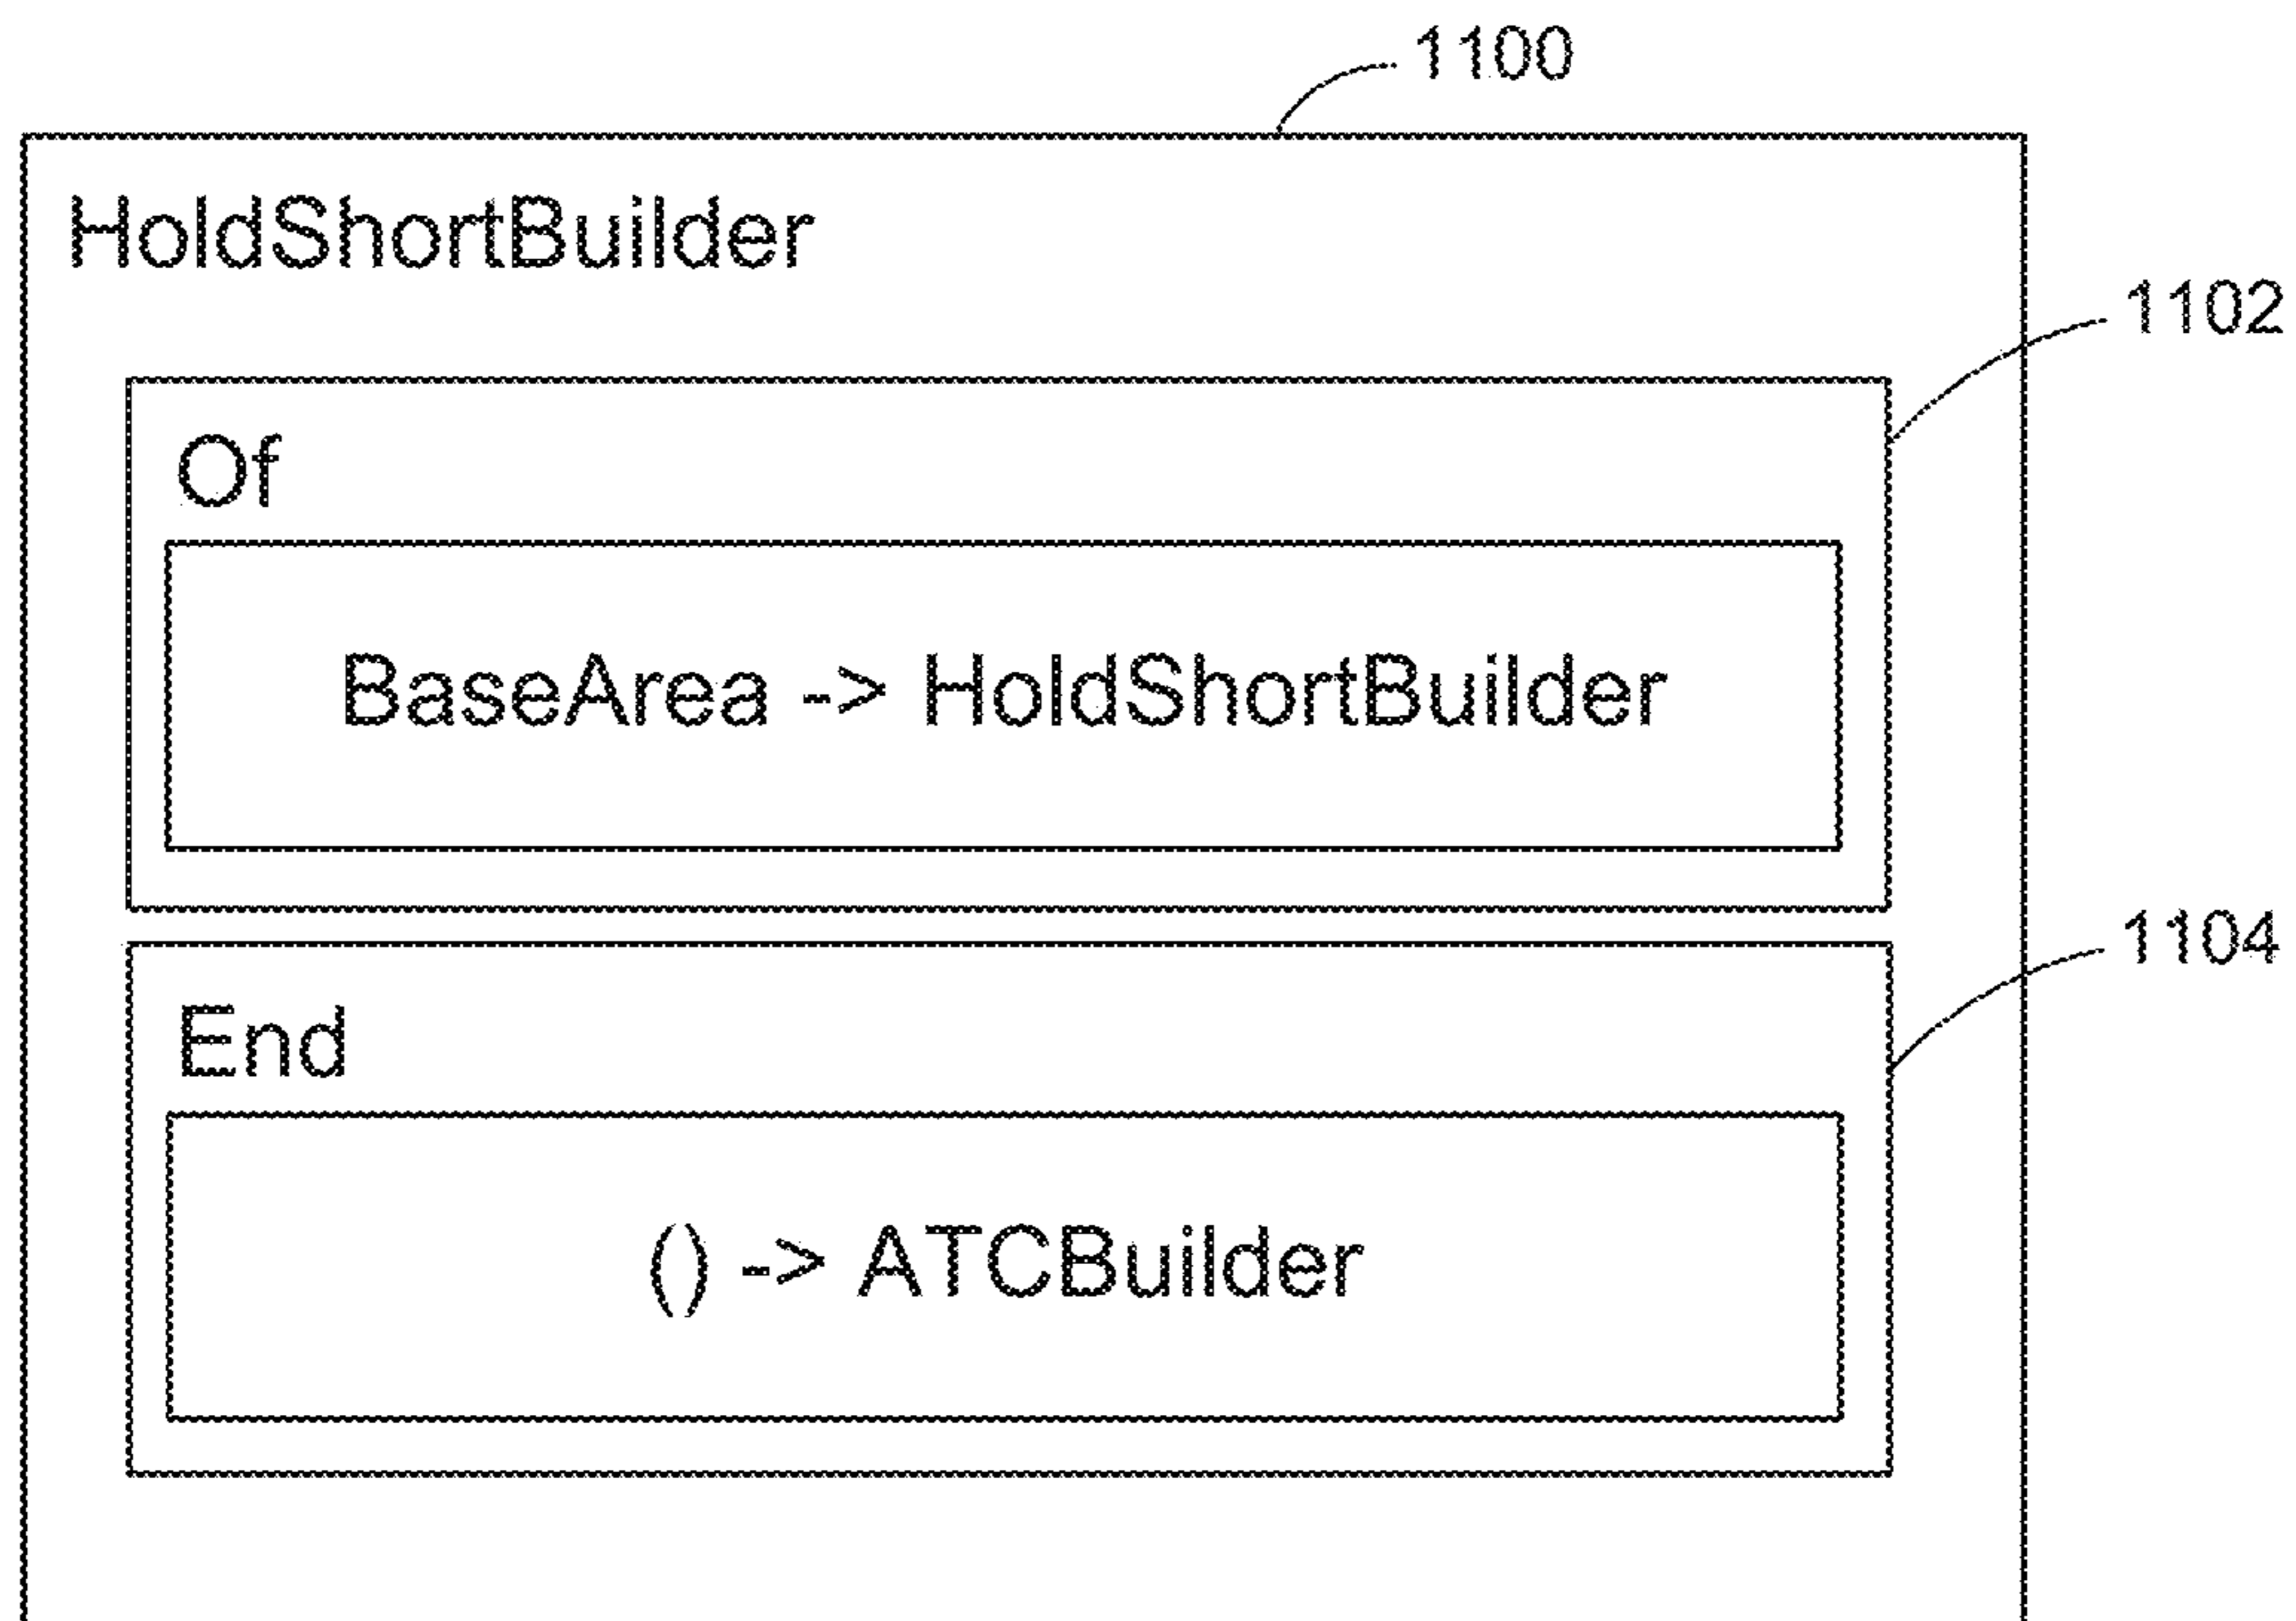 1100
HoldShortBuilder
1102
Of
BaseArea -> HoldShortBuilder
1104
End
() -> ATCBuilder